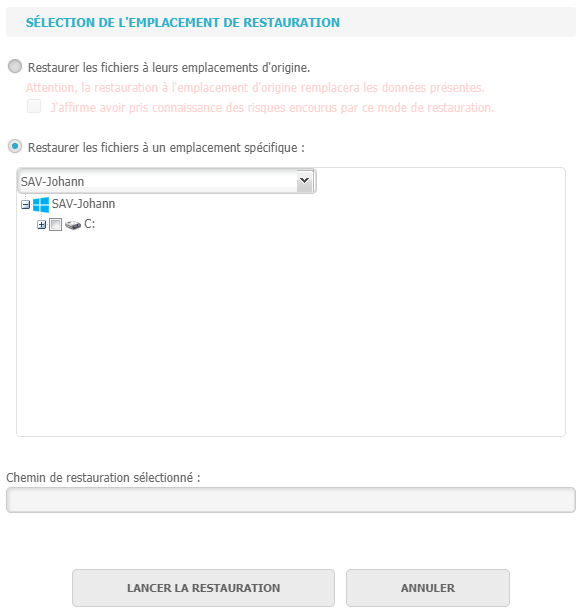 SÉLECTION DE L'EMPLACEMENT DE RESTAURATION
Restaurer les fichiers à leurs emplacements d'origine.
Attention, la restauration à l'emplacement d'origine remplacera les données présentes.
J'affirme avoir pris connaissance des risques encourus par ce mode de restauration.
Restaurer les fichiers à un emplacement spécifique :
SAV-Johann
SAV-Johann
C:
Chemin de restauration sélectionné :
LANCER LA RESTAURATION
ANNULER